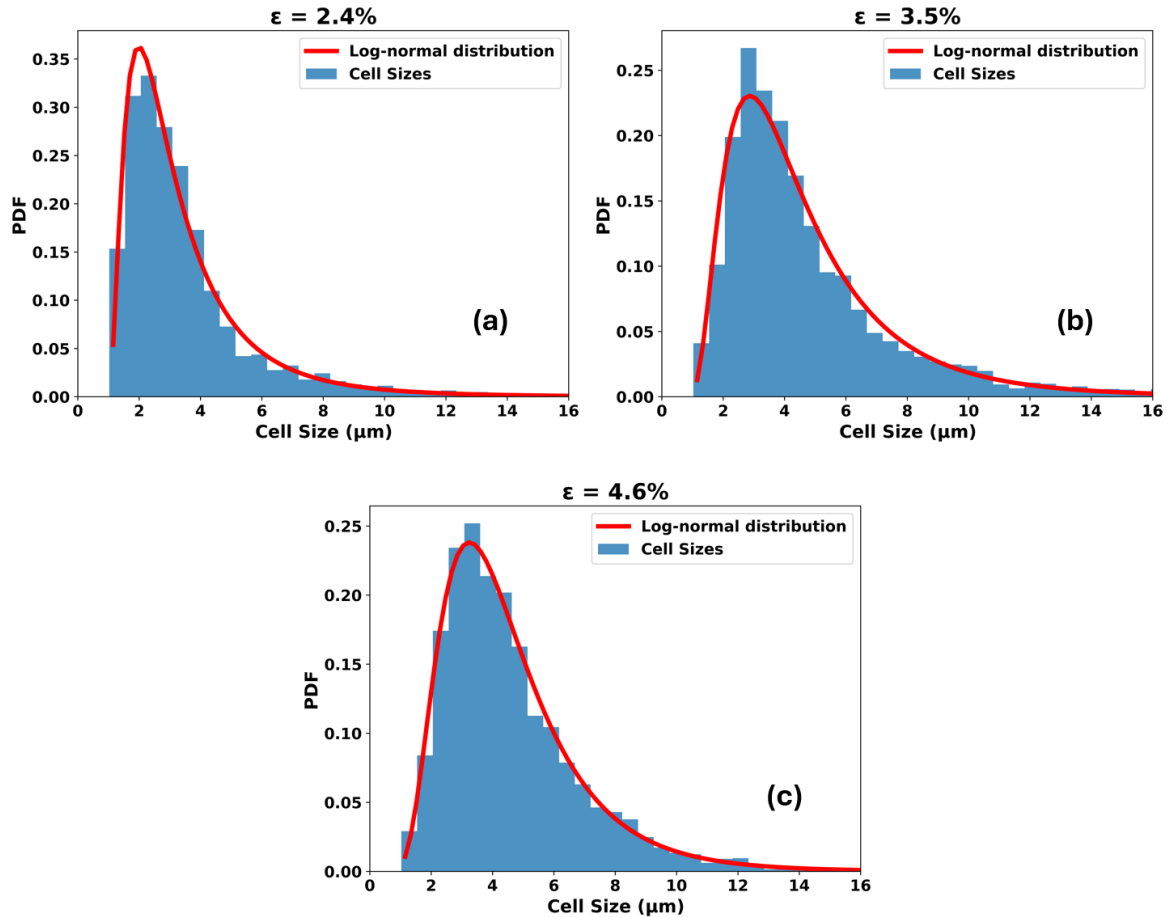 ε = 2.4%
0.35
0.30
0.25
0.20
0.15
0.10
0.05
0.00
PDF
Log-normal distribution
Cell Sizes
(a)
0 2 4 6 8 10 12 14 16
Cell Size (μm)
ε = 3.5%
0.25
0.20
0.15
0.10
0.05
0.00
PDF
Log-normal distribution
Cell Sizes
(b)
0 2 4 6 8 10 12 14 16
Cell Size (μm)
ε = 4.6%
0.25
0.20
0.15
0.10
0.05
0.00
PDF
Log-normal distribution
Cell Sizes
(c)
0 2 4 6 8 10 12 14 16
Cell Size (μm)